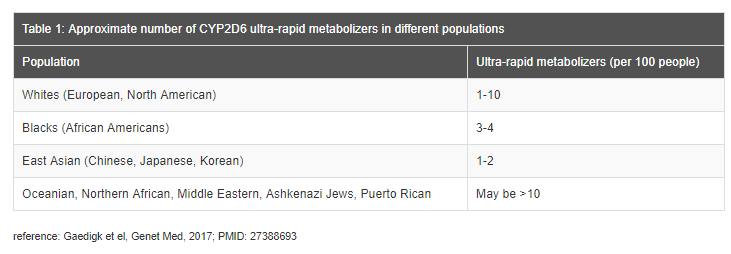 Table 1: Approximate number of CYP2D6 ultra-rapid metabolizers in different populations
Population Ultra-rapid metabolizers (per 100 people)
Whites (European, North American) 1-10
Blacks (African Americans) 3-4
East Asian (Chinese, Japanese, Korean) 1-2
Oceanian, Northern African, Middle Eastern, Ashkenazi Jews, Puerto Rican May be >10
reference: Gaedigk et el, Genet Med, 2017; PMID: 27388693